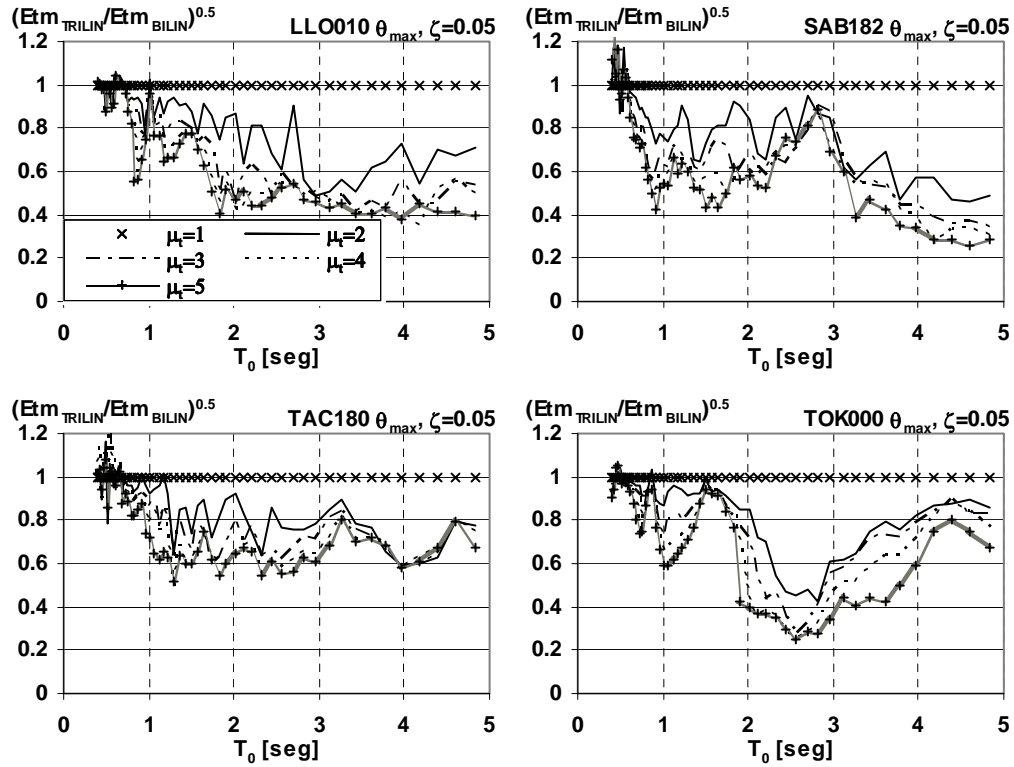 (Etm TRILIN/Etm BILIN)^0.5 LLO010 θmax, ζ=0.05
1.2
1
0.8
0.6
0.4
0.2
0
μt=1 μt=2
μt=3 μt=4
μt=5
0 1 2 3 4 5
T0 [seg]
(Etm TRILIN/Etm BILIN)^0.5 SAB182 θmax, ζ=0.05
1.2
1
0.8
0.6
0.4
0.2
0
0 1 2 3 4 5
T0 [seg]
(Etm TRILIN/Etm BILIN)^0.5 TAC180 θmax, ζ=0.05
1.2
1
0.8
0.6
0.4
0.2
0
0 1 2 3 4 5
T0 [seg]
(Etm TRILIN/Etm BILIN)^0.5 TOK000 θmax, ζ=0.05
1.2
1
0.8
0.6
0.4
0.2
0
0 1 2 3 4 5
T0 [seg]